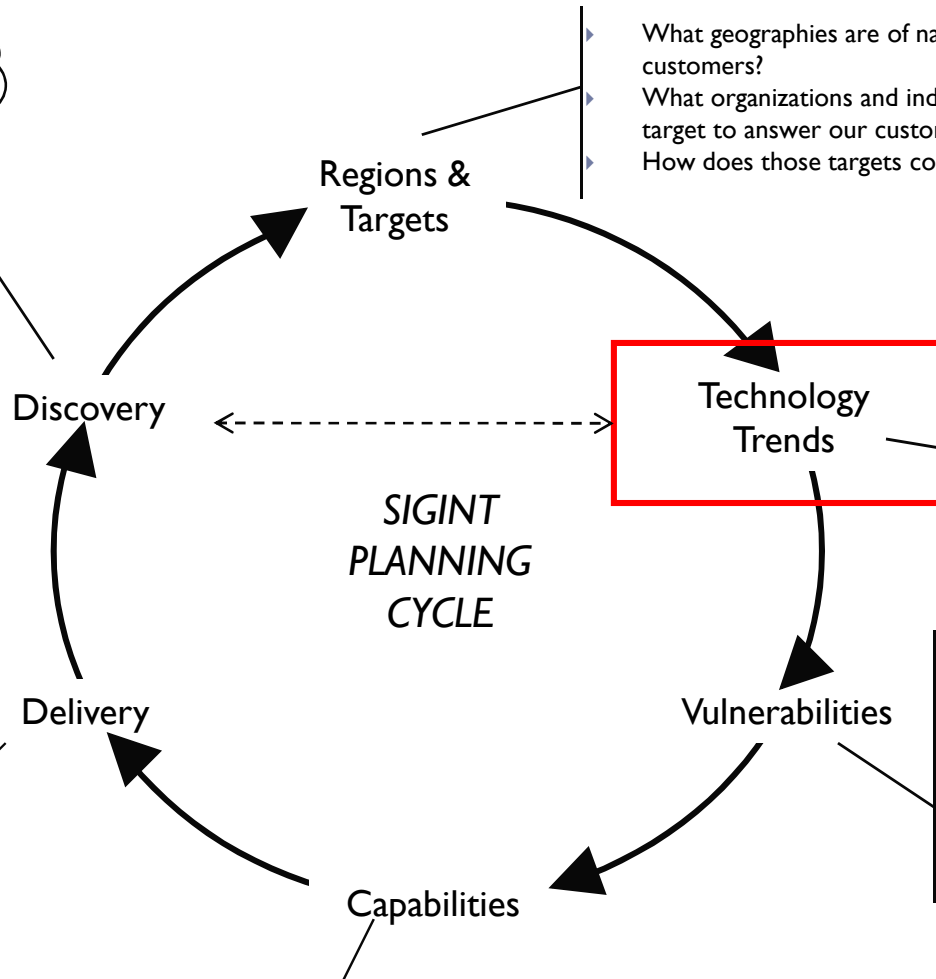 What geographies are of na
customers?
What organizations and ind
target to answer our custo
How does those targets co
Regions &
Targets
Technology
Trends
Discovery
SIGINT
PLANNING
CYCLE
Delivery
Vulnerabilities
Capabilities